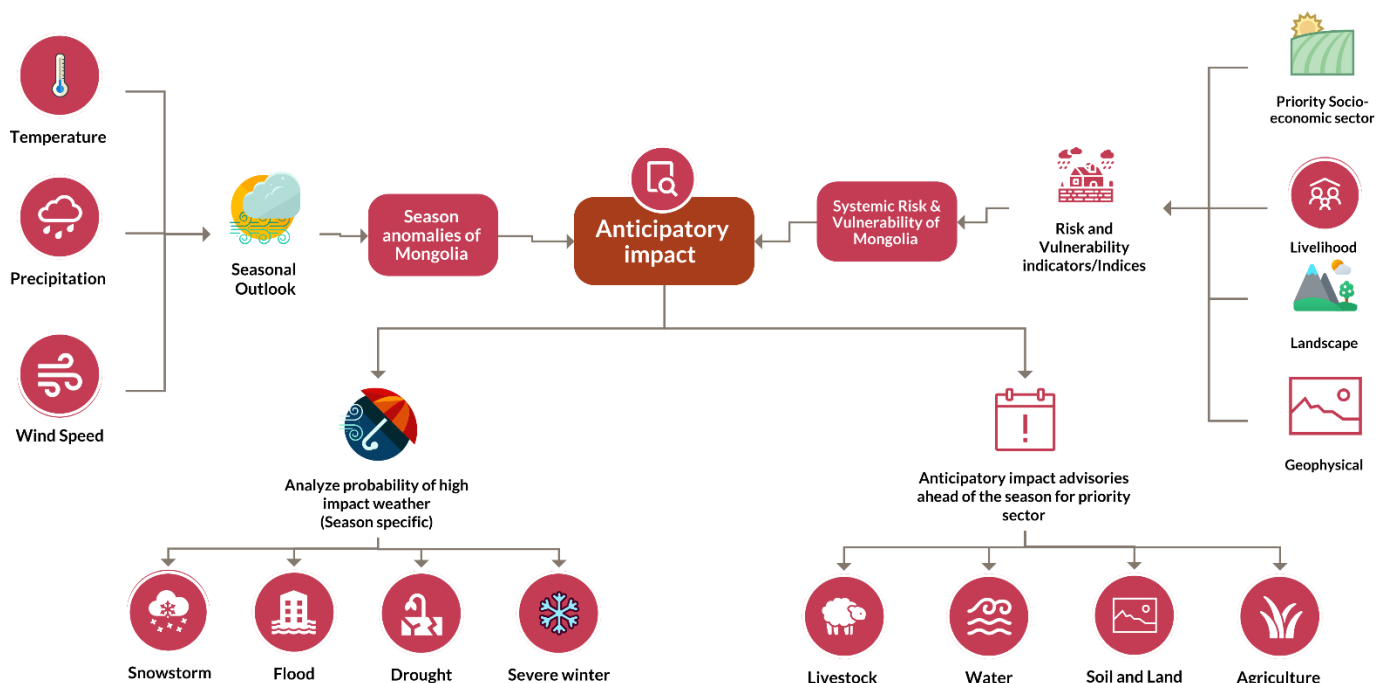 Temperature
Precipitation
Wind Speed
Seasonal
Outlook
Season
anomalies of
Mongolia
Anticipatory
impact
Systemic Risk &
Vulnerability of
Mongolia
Risk and
Vulnerability
indicators/Indices
Priority Socio-
economic sector
Livelihood
Landscape
Geophysical
Analyze probability of high
impact weather
(Season specific)
Snowstorm
Flood
Drought
Severe winter
Anticipatory impact advisories
ahead of the season for priority
sector
Livestock
Water
Soil and Land
Agriculture